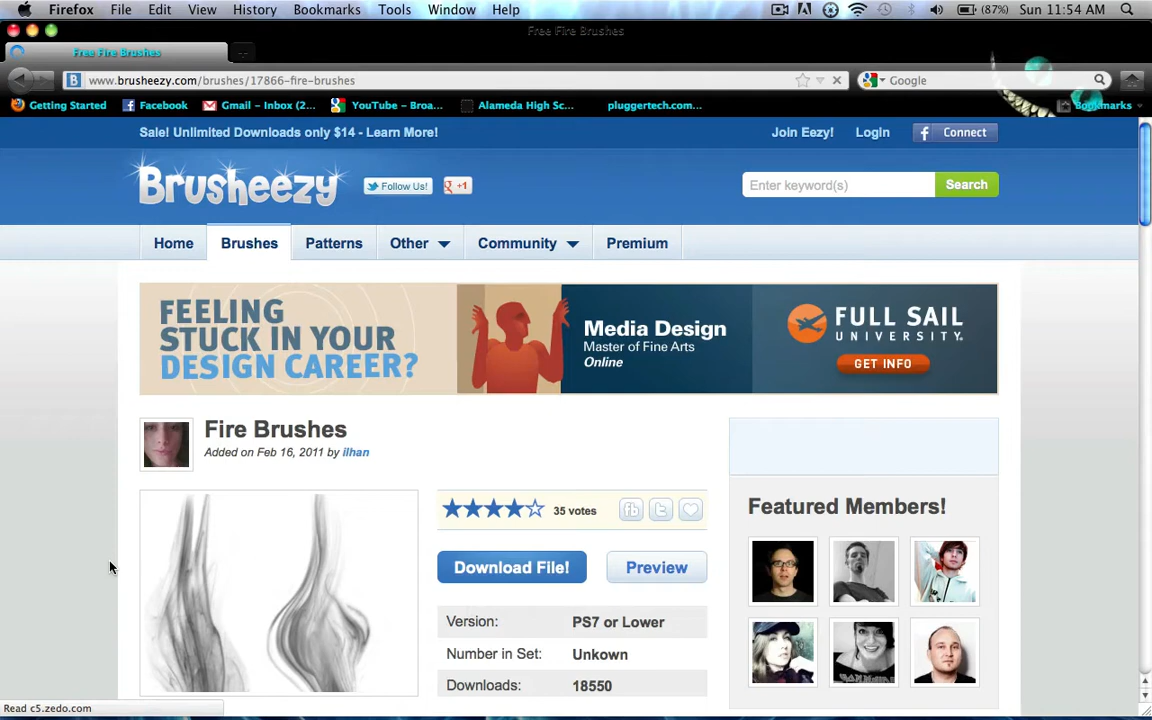 Firefox File Edit View History Bookmarks Tools Window Help (87%) Sun 11:54 AM
Free Fire Brushes
Free Fire Brushes
www.brusheezy.com/brushes/17866-fire-brushes Google
Getting Started Facebook Gmail – Inbox (2... YouTube – Broa... Alameda High Sc... pluggertech.com... Bookmarks
Sale! Unlimited Downloads only $14 - Learn More! Join Eezy! Login Connect
Brusheezy Follow Us! +1 Enter keyword(s) Search
Home Brushes Patterns Other Community Premium
FEELING
STUCK IN YOUR
DESIGN CAREER?
Media Design
Master of Fine Arts
Online
FULL SAIL
UNIVERSITY
GET INFO
Fire Brushes
Added on Feb 16, 2011 by ilhan
35 votes
Download File! Preview
Version: PS7 or Lower
Number in Set: Unkown
Downloads: 18550
Featured Members!
Read c5.zedo.com